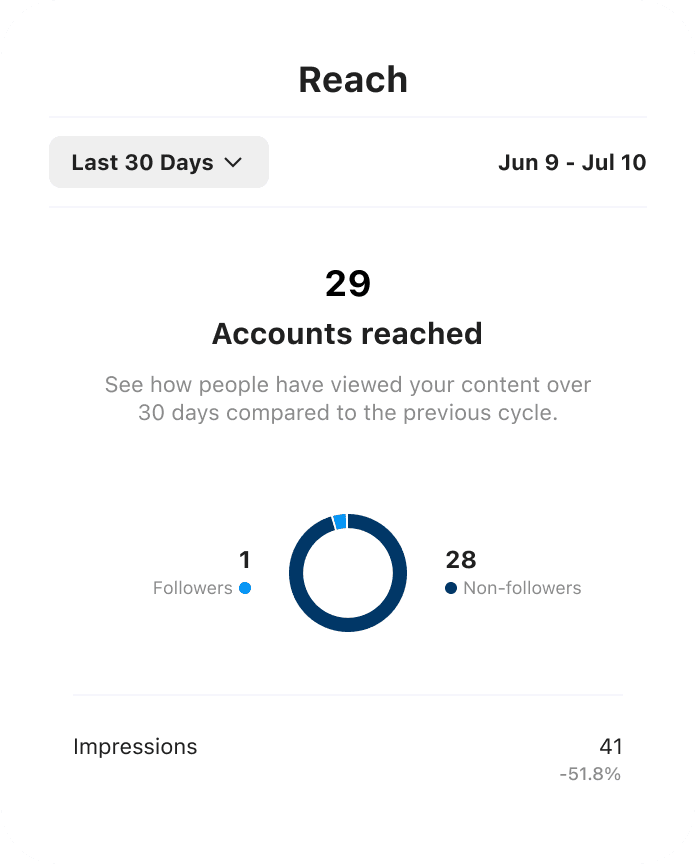 Reach
Last 30 Days
Jun 9 - Jul 10
29
Accounts reached
See how people have viewed your content over
30 days compared to the previous cycle.
1
Followers
28
Non-followers
Impressions
41
-51.8%